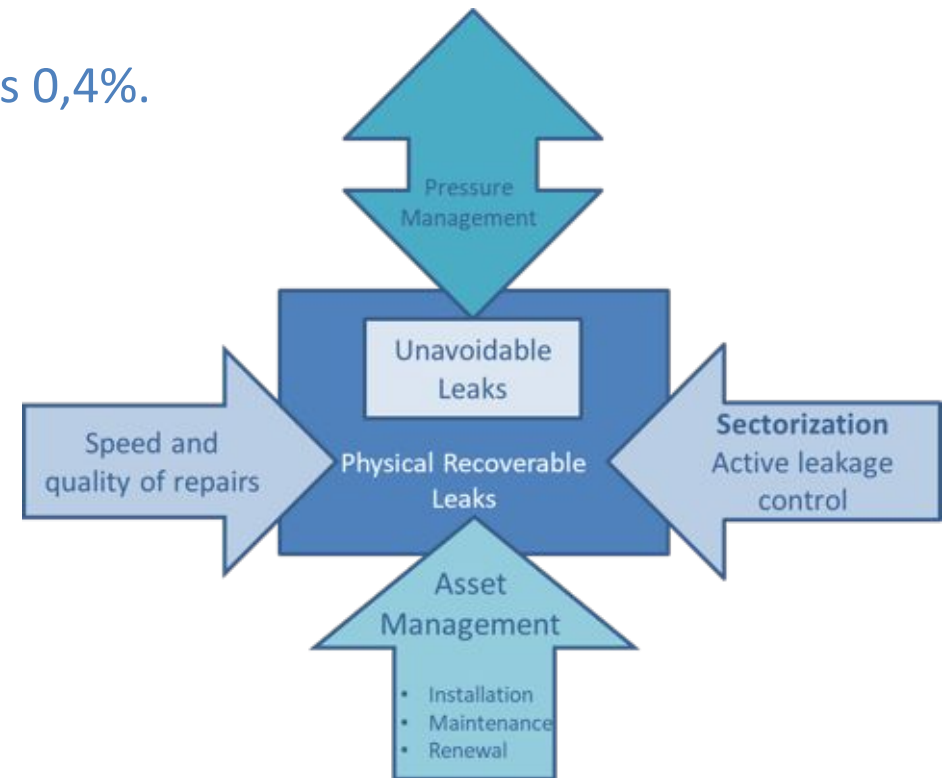 s 0,4%.
Pressure
Management
Unavoidable
Leaks
Speed and
quality of repairs
Physical Recoverable
Leaks
Sectorization
Active leakage
control
Asset
Management
• Installation
• Maintenance
• Renewal